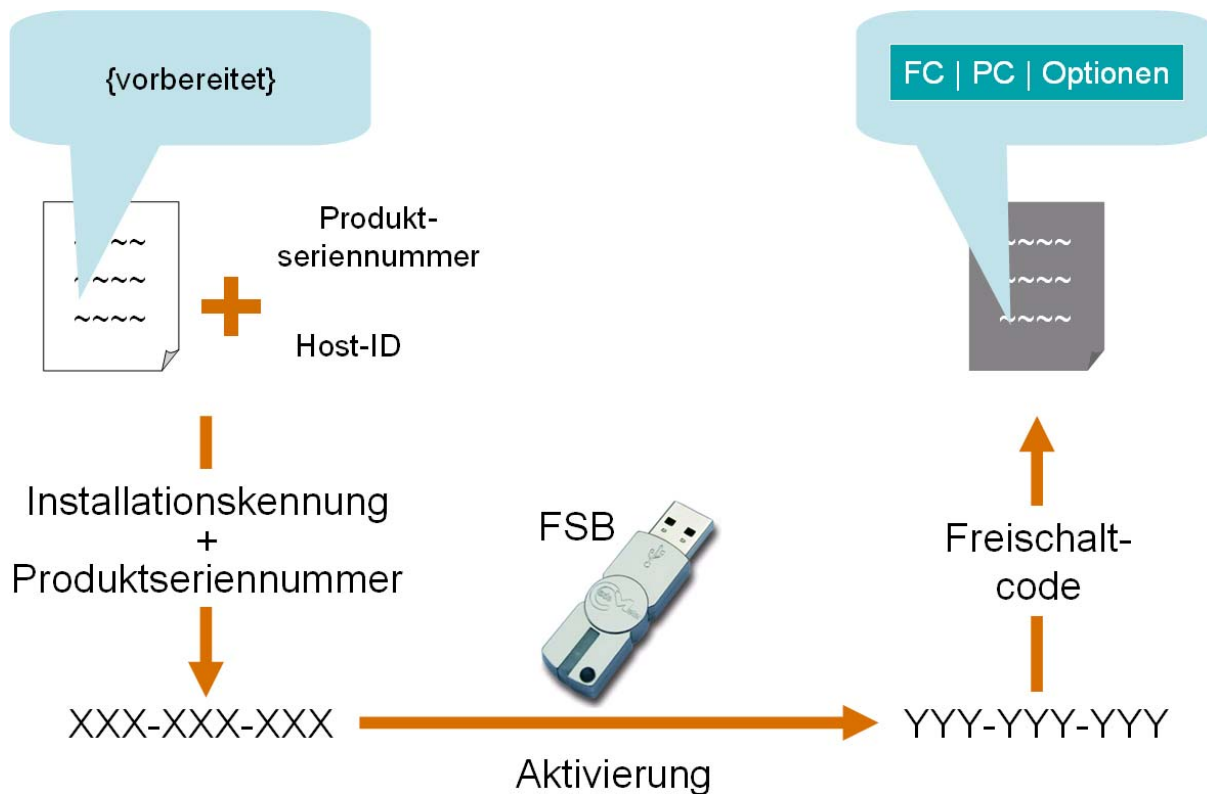 {vorbereitet}
FC | PC | Optionen
~~~~
~~~~
~~~~
Produkt-
seriennummer
Host-ID
~~~~
~~~~
~~~~
Installationskennung
+
Produktseriennummer
FSB
Freischalt-
code
XXX-XXX-XXX
YYY-YYY-YYY
Aktivierung